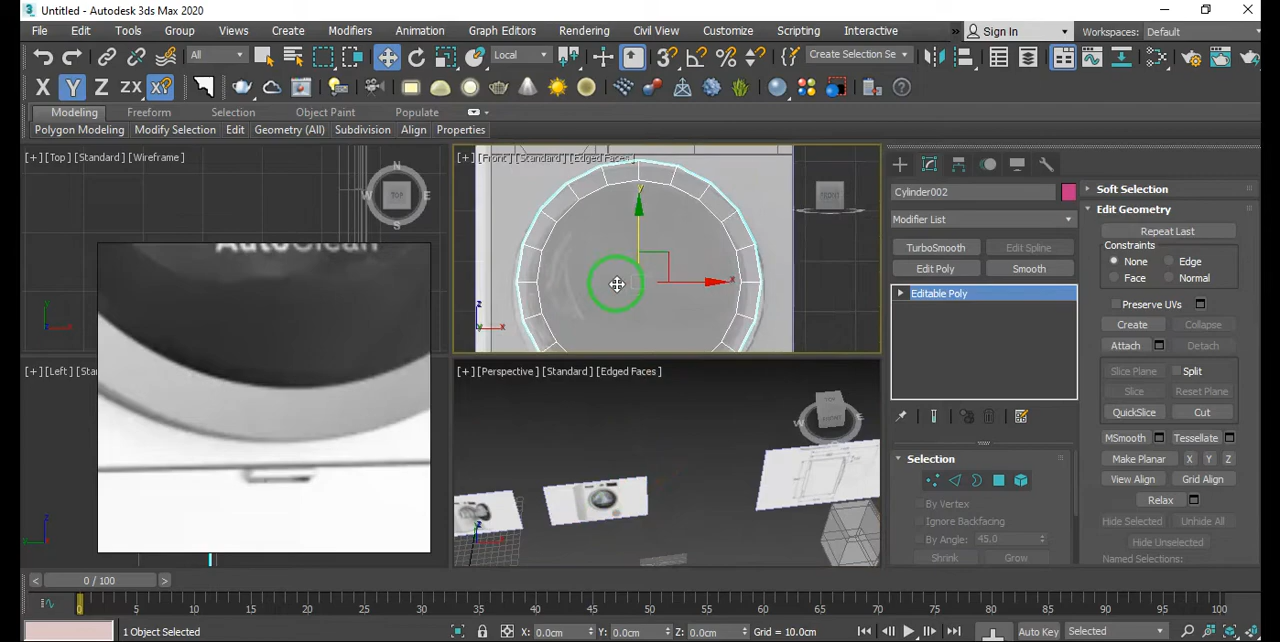 Untitled - Autodesk 3ds Max 2020
File Edit Tools Group Views Create Modifiers Animation Graph Editors Rendering Civil View Customize Scripting Interactive Sign In Workspaces: Default
All Local Create Selection Se
X Y Z ZX X?
Modeling Freeform Selection Object Paint Populate
Polygon Modeling Modify Selection Edit Geometry (All) Subdivision Align Properties
[+] [Top] [Standard] [Wireframe]
[+] [Front] [Standard] [Edged Faces]
N
W TOP E
S
FRONT
y
x
z
x
AutoClean
[+] [Left] [Sta
[+] [Perspective] [Standard] [Edged Faces]
Cylinder002
Modifier List
TurboSmooth Edit Spline
Edit Poly Smooth
Editable Poly
Selection
By Vertex
Ignore Backfacing
By Angle: 45.0
Shrink Grow
Soft Selection
Edit Geometry
Repeat Last
Constraints
None Edge
Face Normal
Preserve UVs
Create Collapse
Attach Detach
Slice Plane Split
Slice Reset Plane
QuickSlice Cut
MSmooth Tessellate
Make Planar X Y Z
View Align Grid Align
Relax
Hide Selected Unhide All
Hide Unselected
Named Selections:
0 / 100
0 5 10 15 20 25 30 35 40 45 50 55 60 65 70 75 80 85 90 95 100
1 Object Selected X: 0.0cm Y: 0.0cm Z: 0.0cm Grid = 10.0cm Auto Key Selected